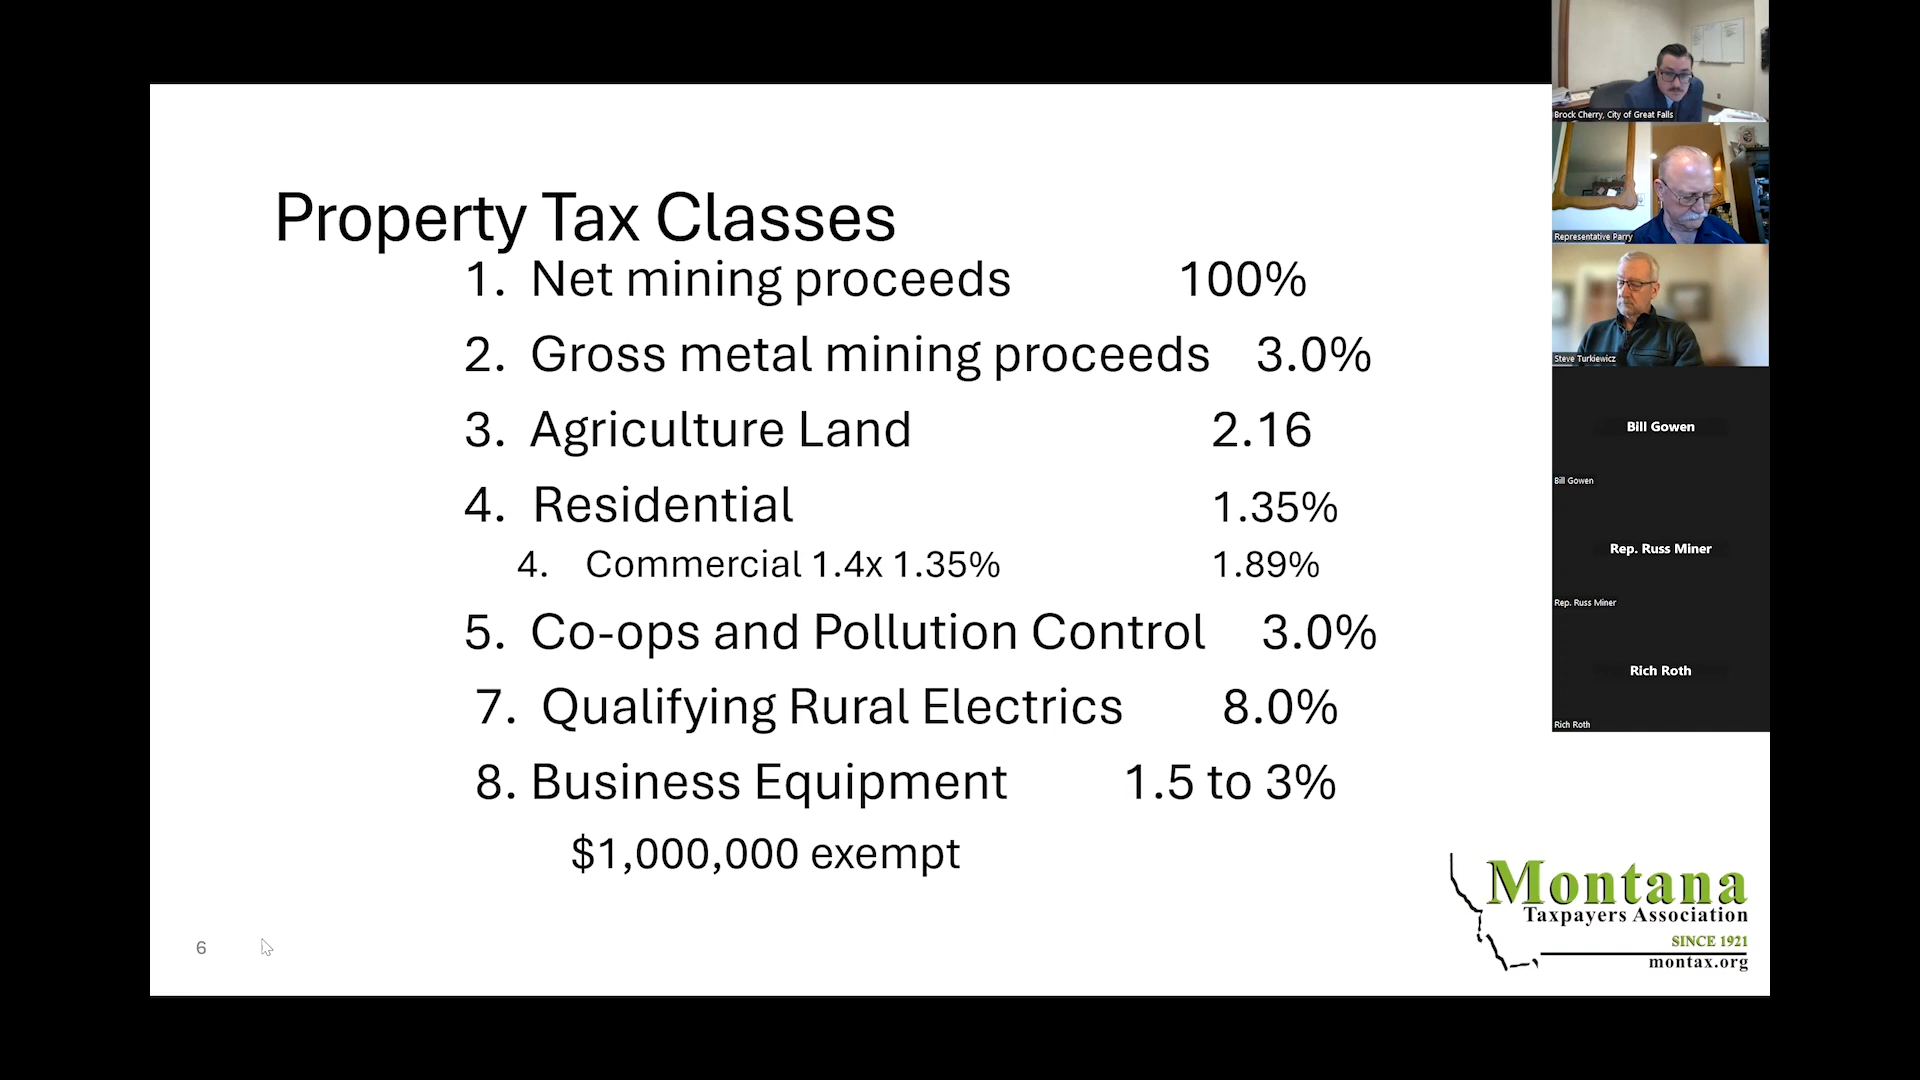 Property Tax Classes
1. Net mining proceeds 100%
2. Gross metal mining proceeds 3.0%
3. Agriculture Land 2.16
4. Residential 1.35%
4. Commercial 1.4x 1.35% 1.89%
5. Co-ops and Pollution Control 3.0%
7. Qualifying Rural Electrics 8.0%
8. Business Equipment 1.5 to 3%
$1,000,000 exempt
6
Montana
Taxpayers Association
SINCE 1921
montax.org
Brock Cherry, City of Great Falls
Representative Parry
Steve Turkiewicz
Bill Gowen
Bill Gowen
Rep. Russ Miner
Rep. Russ Miner
Rich Roth
Rich Roth